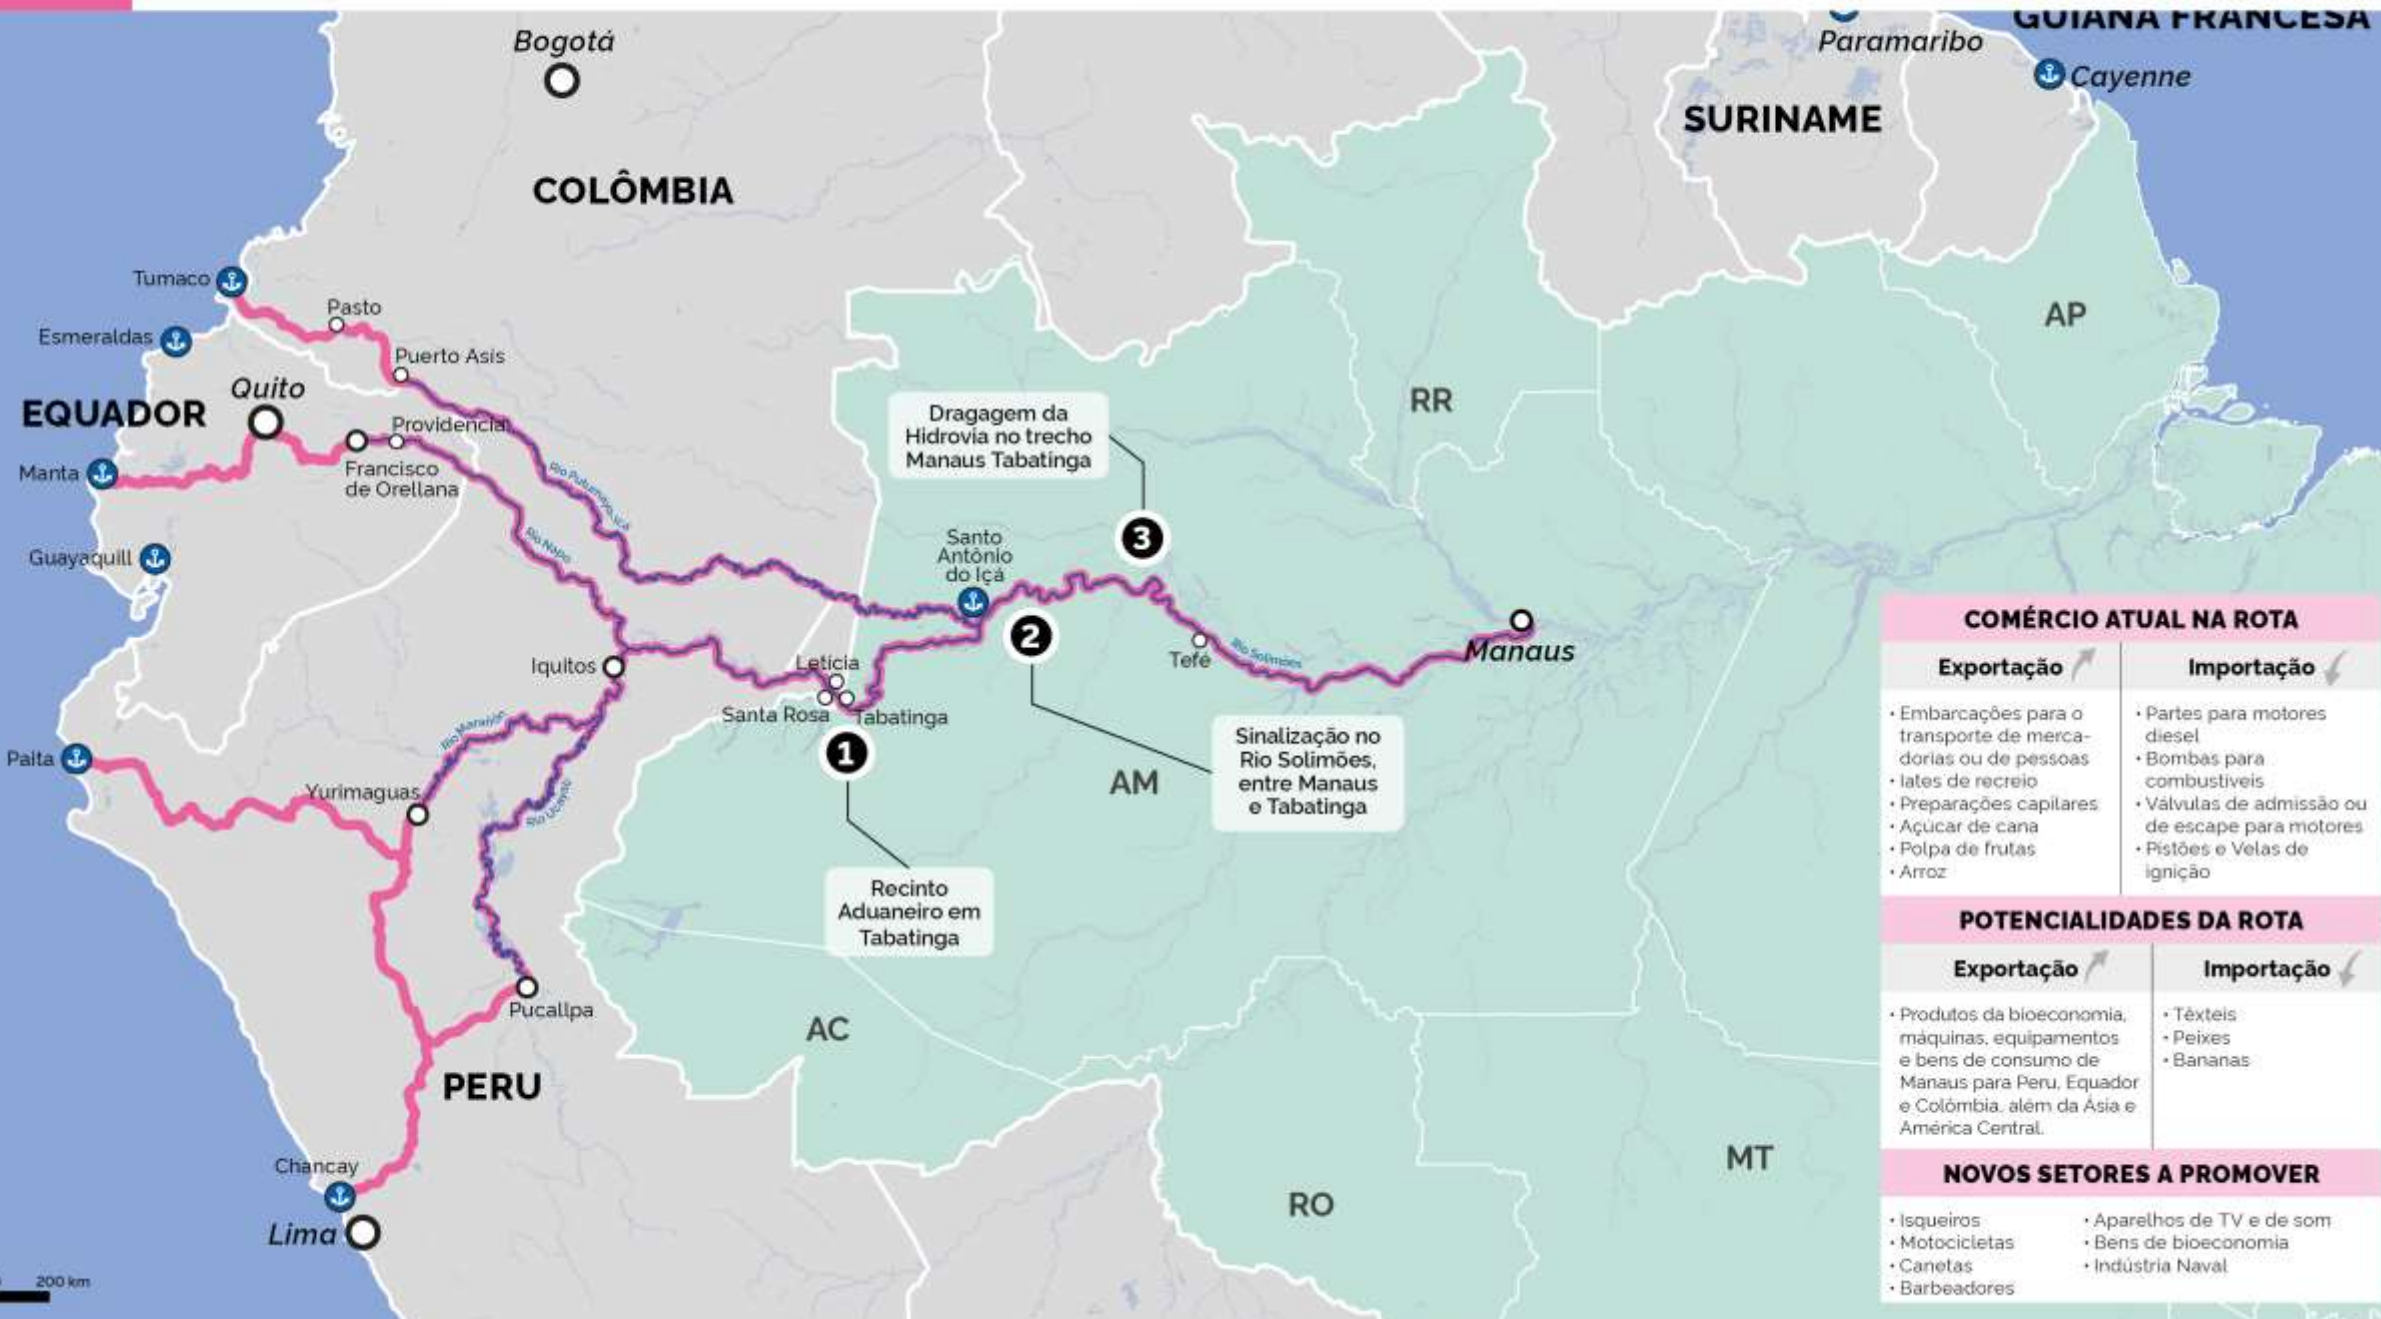 Bogotá
COLÔMBIA
GUIANA FRANCESA
Paramaribo
Cayenne
SURINAME
Tumaco
Pasto
Esmeraldas
Puerto Asis
Quito
EQUADOR
Providencia
Manta
Francisco
de Orellana
Guayaquill
Rio Putumayo, Içá
Rio Napo
Dragagem da
Hidrovia no trecho
Manaus Tabatinga
3
RR
AP
Santo
Antônio
do Içá
2
Iquitos
Letícia
Santa Rosa
Tabatinga
1
Tefé
Rio Solimões
Manaus
Paita
Rio Marañón
Yurimaguas
Rio Ucayali
Sinalização no
Rio Solimões,
entre Manaus
e Tabatinga
AM
Recinto
Aduaneiro em
Tabatinga
Pucallpa
AC
PERU
MT
RO
Chancay
Lima
200 km
COMÉRCIO ATUAL NA ROTA
Exportação
• Embarcações para o
transporte de merca-
dorias ou de pessoas
• Iates de recreio
• Preparações capilares
• Açúcar de cana
• Polpa de frutas
• Arroz
Importação
• Partes para motores
diesel
• Bombas para
combustíveis
• Válvulas de admissão ou
de escape para motores
• Pistões e Velas de
ignição
POTENCIALIDADES DA ROTA
Exportação
• Produtos da bioeconomia,
máquinas, equipamentos
e bens de consumo de
Manaus para Peru, Equador
e Colômbia, além da Ásia e
América Central.
Importação
• Têxteis
• Peixes
• Bananas
NOVOS SETORES A PROMOVER
• Isqueiros
• Motocicletas
• Canetas
• Barbeadores
• Aparelhos de TV e de som
• Bens de bioeconomia
• Indústria Naval